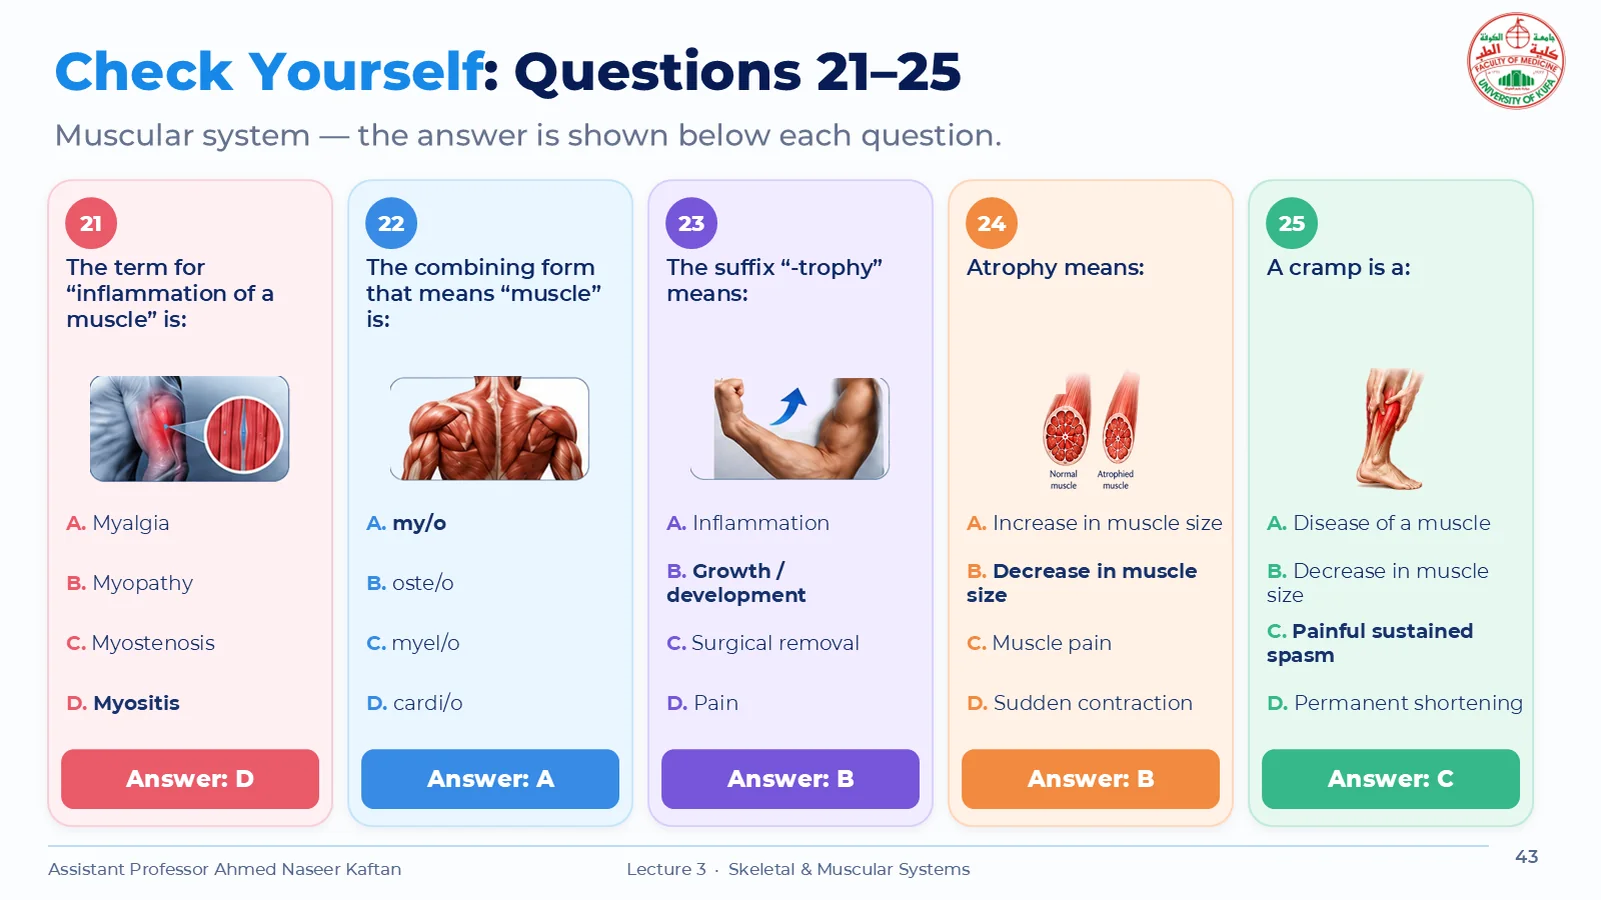 Check Yourself: Questions 21–25
Muscular system — the answer is shown below each question.
جامعة الكوفة
كلية الطب
FACULTY OF MEDICINE
UNIVERSITY OF KUFA
21
The term for
“inflammation of a
muscle” is:
A. Myalgia
B. Myopathy
C. Myostenosis
D. Myositis
Answer: D
22
The combining form
that means “muscle”
is:
A. my/o
B. oste/o
C. myel/o
D. cardi/o
Answer: A
23
The suffix “-trophy”
means:
A. Inflammation
B. Growth /
development
C. Surgical removal
D. Pain
Answer: B
24
Atrophy means:
Normal
muscle
Atrophied
muscle
A. Increase in muscle size
B. Decrease in muscle
size
C. Muscle pain
D. Sudden contraction
Answer: B
25
A cramp is a:
A. Disease of a muscle
B. Decrease in muscle
size
C. Painful sustained
spasm
D. Permanent shortening
Answer: C
Assistant Professor Ahmed Naseer Kaftan
Lecture 3 · Skeletal & Muscular Systems
43